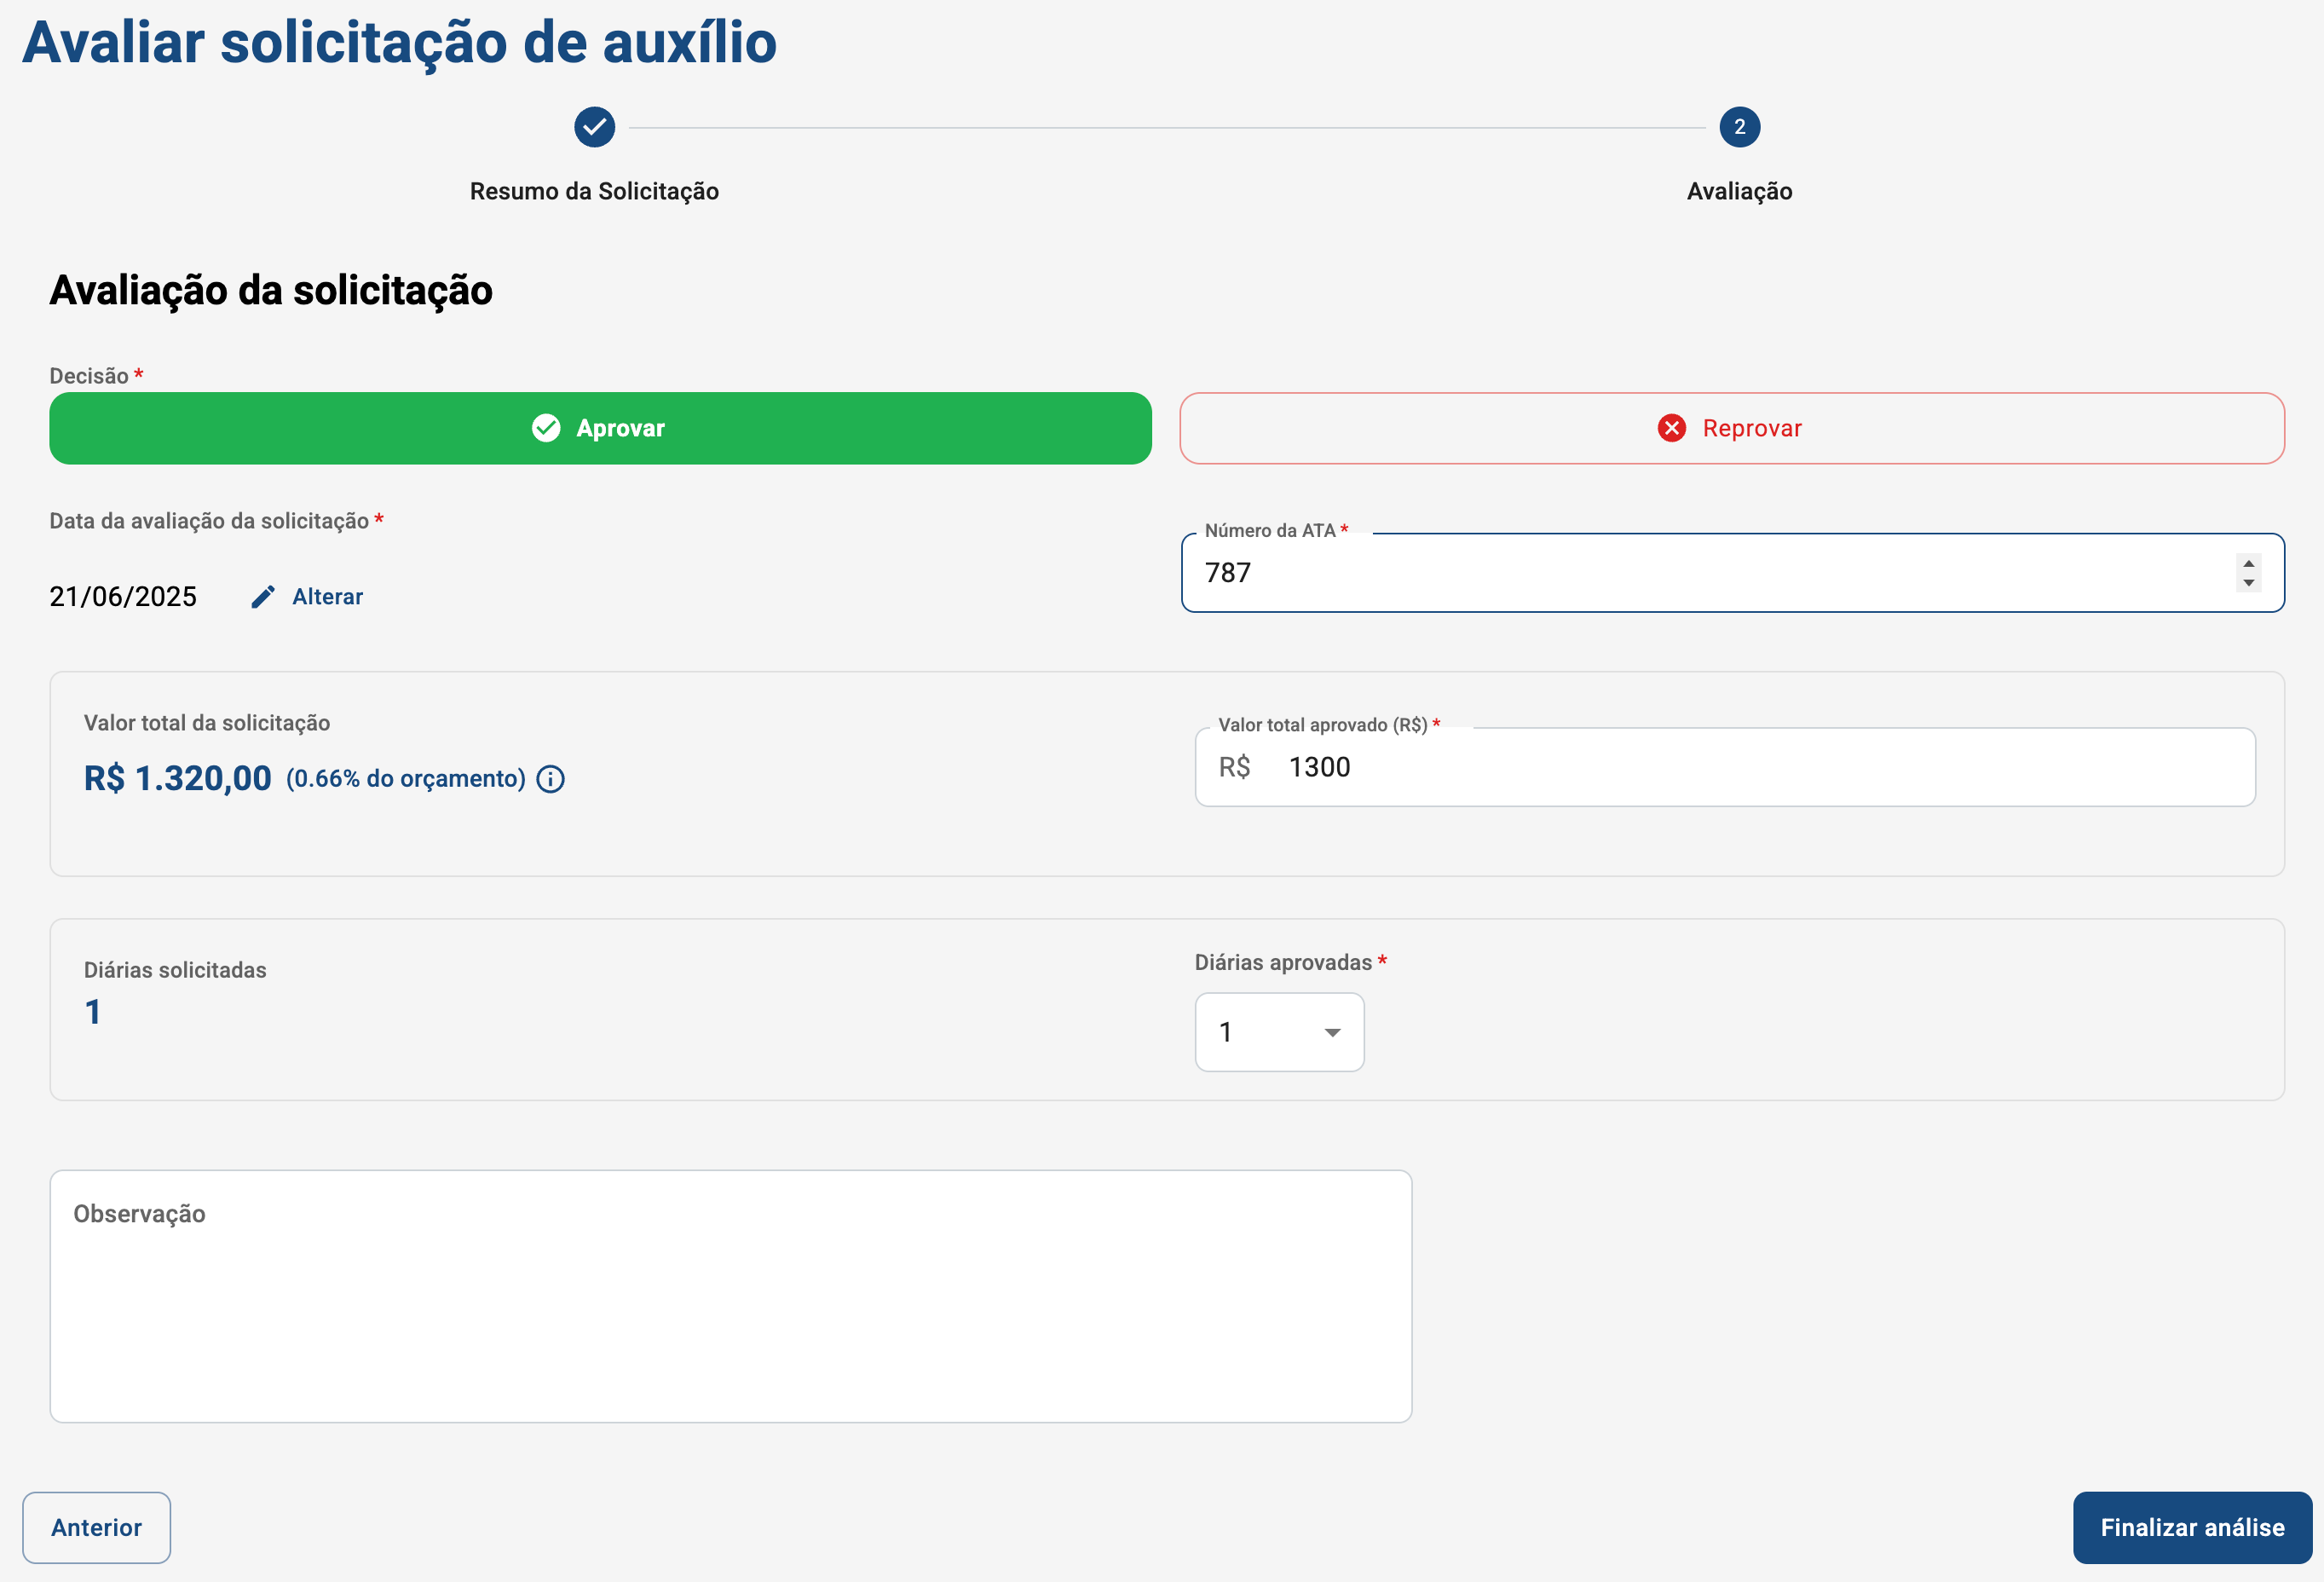 Avaliar solicitação de auxílio
2
Resumo da Solicitação
Avaliação
Avaliação da solicitação
Decisão *
Aprovar
Reprovar
Data da avaliação da solicitação *
21/06/2025
Alterar
Número da ATA *
787
Valor total da solicitação
R$ 1.320,00 (0.66% do orçamento)
Valor total aprovado (R$) *
R$ 1300
Diárias solicitadas
1
Diárias aprovadas *
1
Observação
Anterior
Finalizar análise